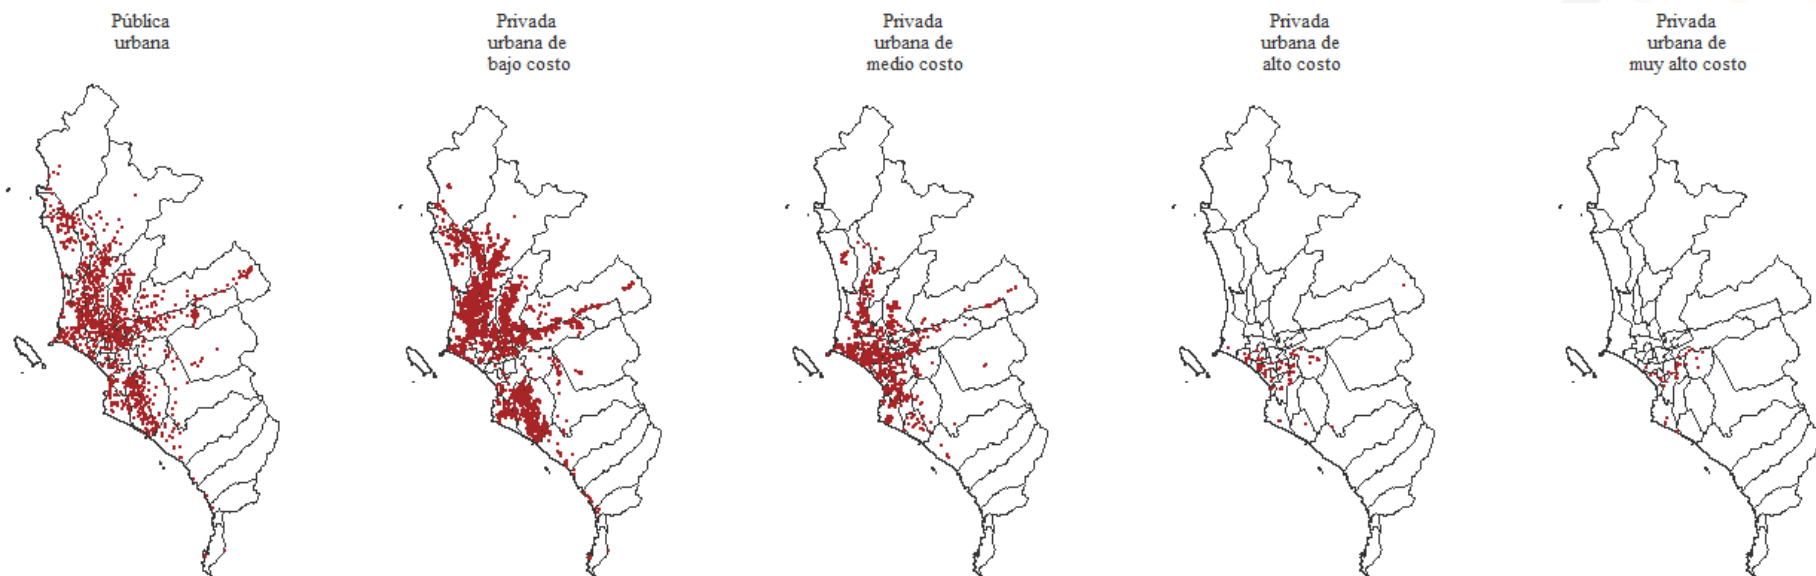 Pública
urbana
Privada
urbana de
bajo costo
Privada
urbana de
medio costo
Privada
urbana de
alto costo
Privada
urbana de
muy alto costo